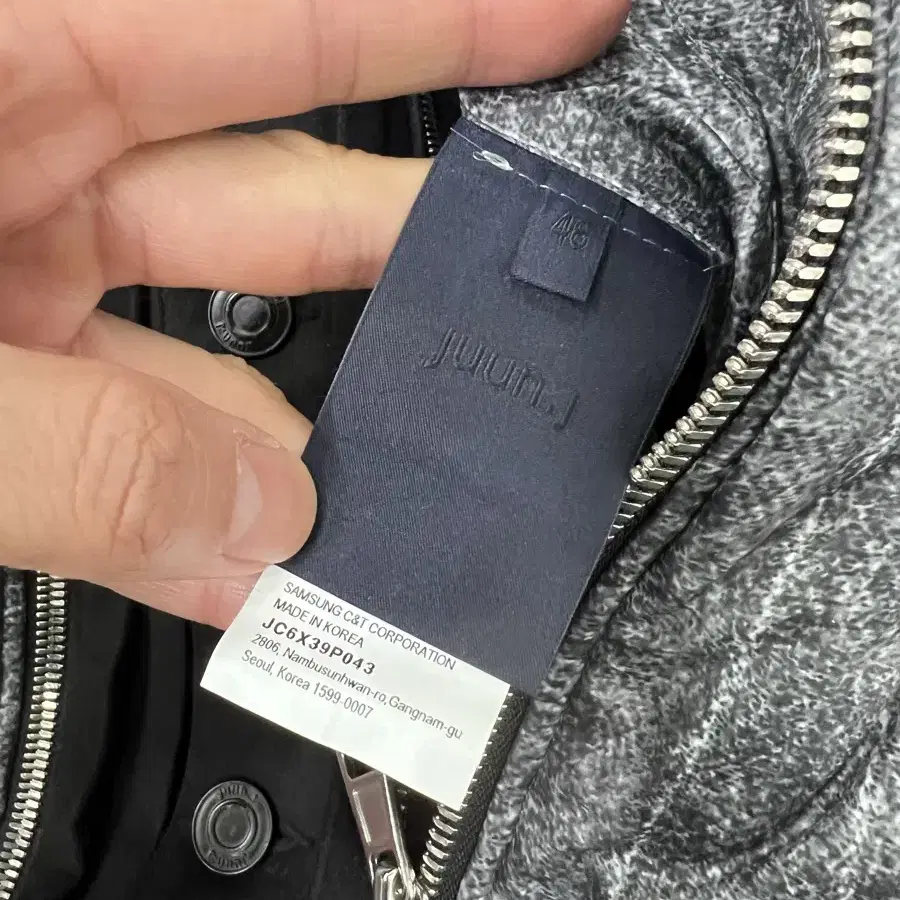 46
juun.J
SAMSUNG C&T CORPORATION
MADE IN KOREA
JC6X39P043
2806, Nambusunhwan-ro,Gangnam-gu
Seoul, Korea 1599-0007